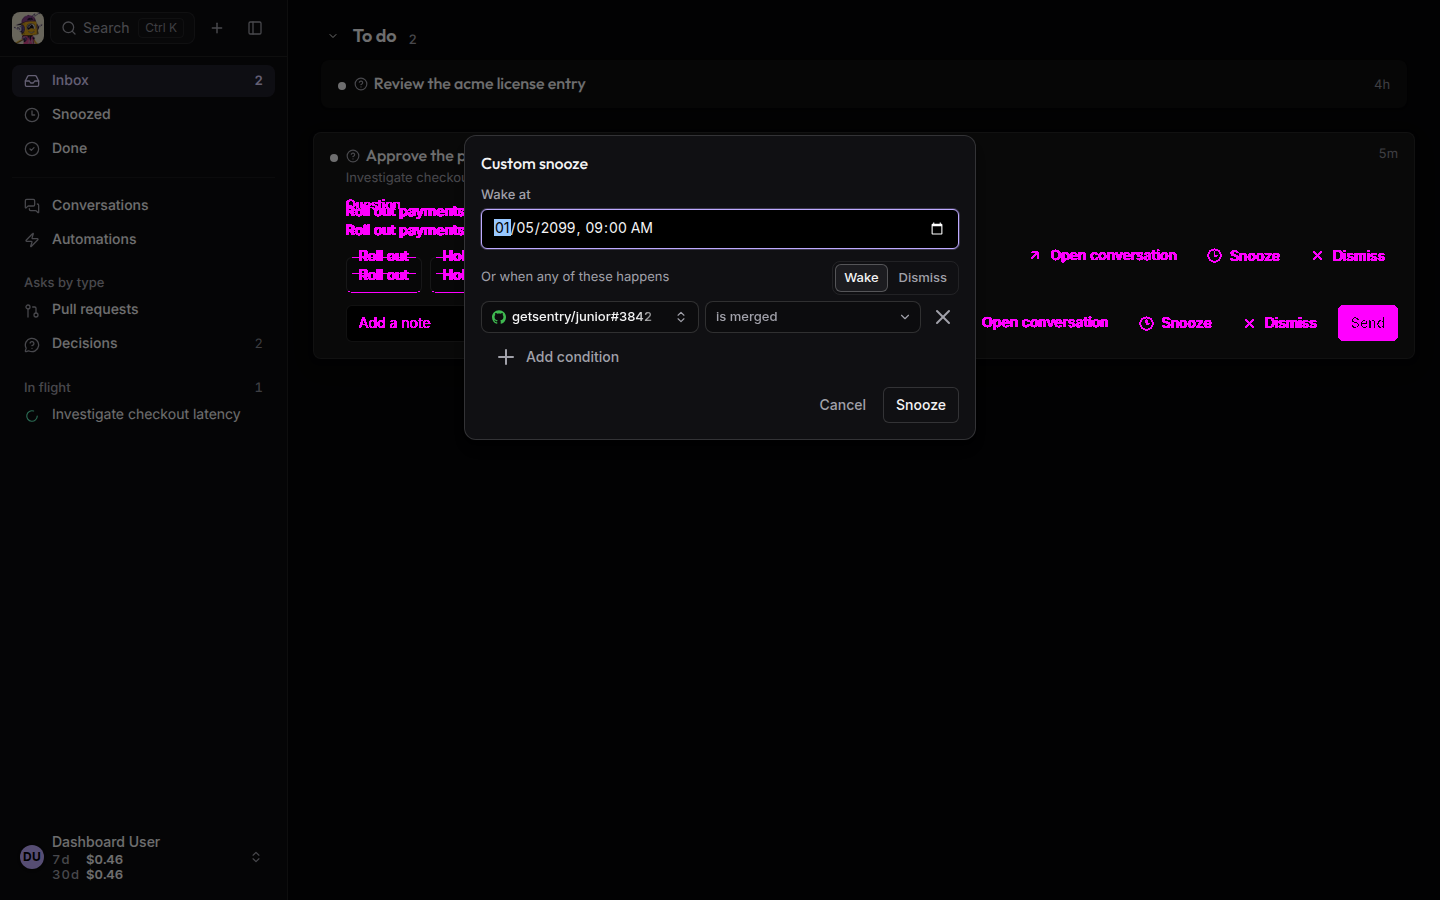 Search Ctrl K
Inbox 2
Snoozed
Done
Conversations
Automations
Asks by type
Pull requests
Decisions 2
In flight 1
Investigate checkout latency
Dashboard User
DU
7d $0.46
30d $0.46
To do 2
Review the acme license entry 4h
Approve the p 5m
Investigate checkou
Question
Roll out payments
Roll out payments
Roll out Hol
Roll out Hol
Open conversation Snooze Dismiss
Add a note
Open conversation Snooze Dismiss Send
Custom snooze
Wake at
01/05/2099, 09:00 AM
Or when any of these happens Wake Dismiss
getsentry/junior#3842 is merged
Add condition
Cancel Snooze